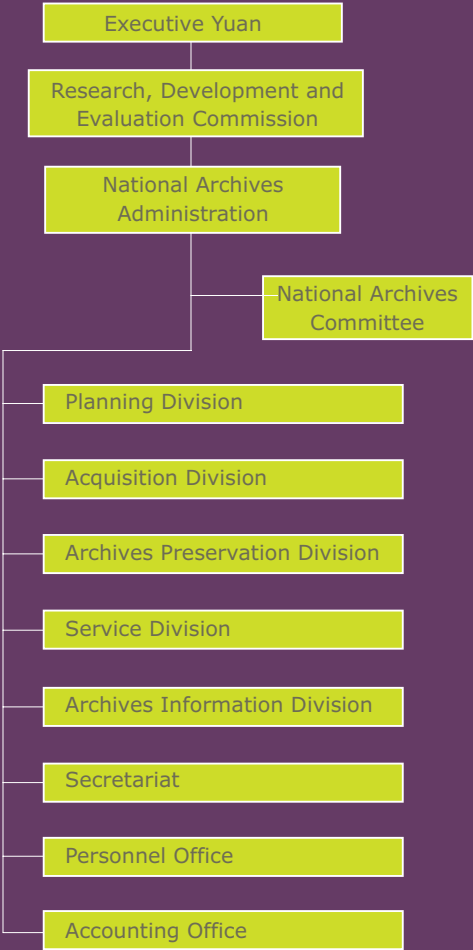 Executive Yuan
Research, Development and
Evaluation Commission
National Archives
Administration
National Archives
Committee
Planning Division
Acquisition Division
Archives Preservation Division
Service Division
Archives Information Division
Secretariat
Personnel Office
Accounting Office